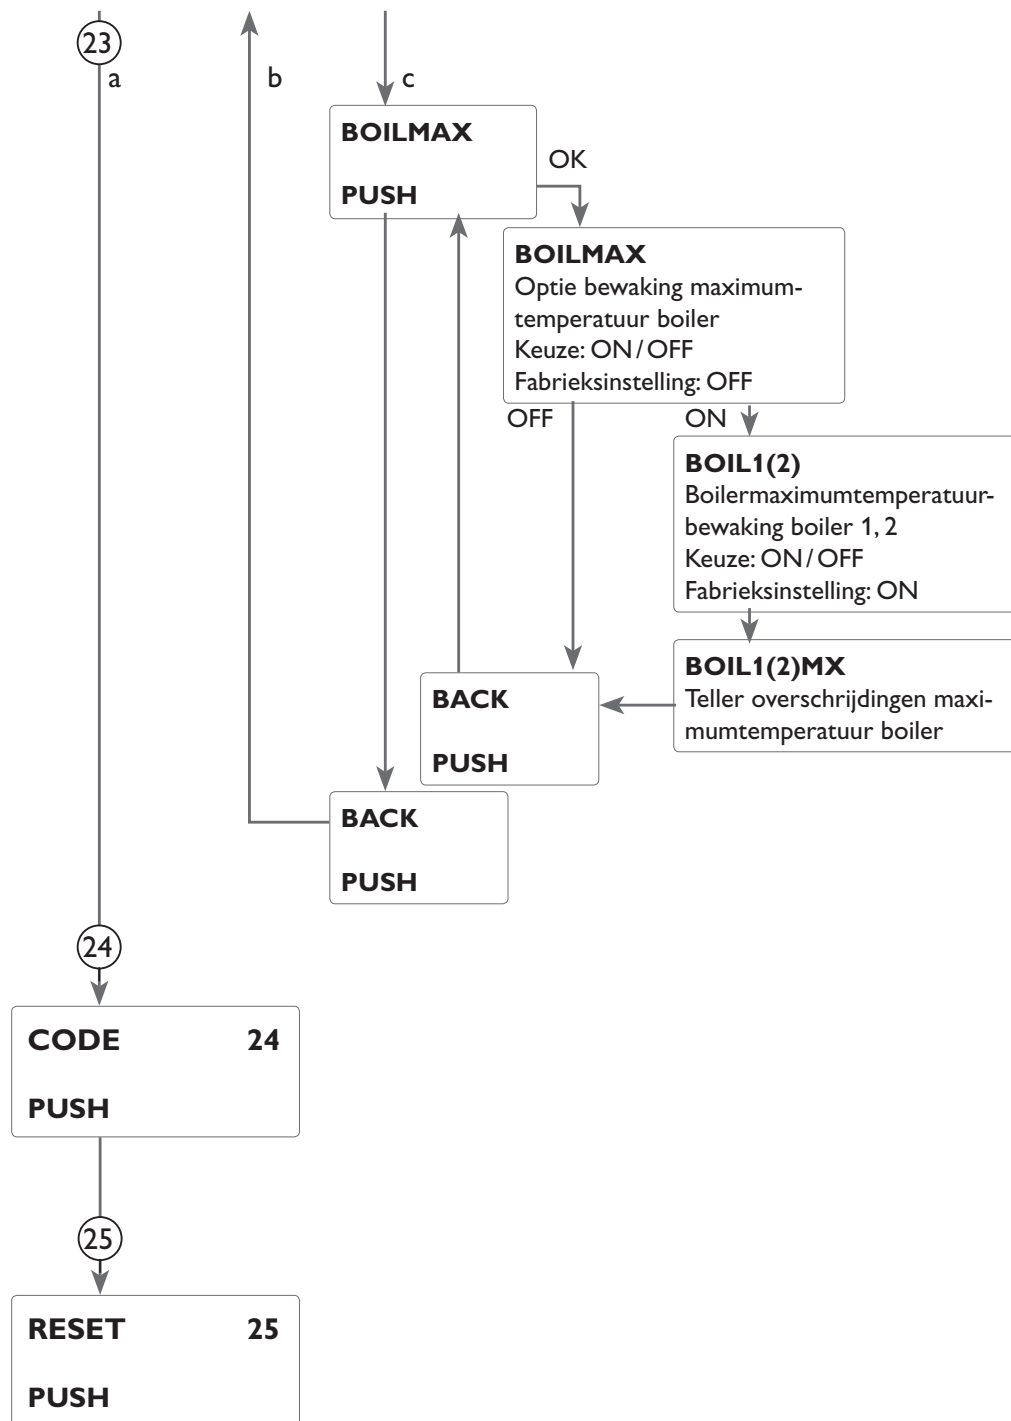 23
a
b
c
BOILMAX
PUSH
OK
BOILMAX
Optie bewaking maximum-
temperatuur boiler
Keuze: ON / OFF
Fabrieksinstelling: OFF
OFF
ON
BOIL1(2)
Boilermaximumtemperatuur-
bewaking boiler 1, 2
Keuze: ON / OFF
Fabrieksinstelling: ON
BOIL1(2)MX
Teller overschrijdingen maxi-
mumtemperatuur boiler
BACK
PUSH
BACK
PUSH
24
CODE 24
PUSH
25
RESET 25
PUSH